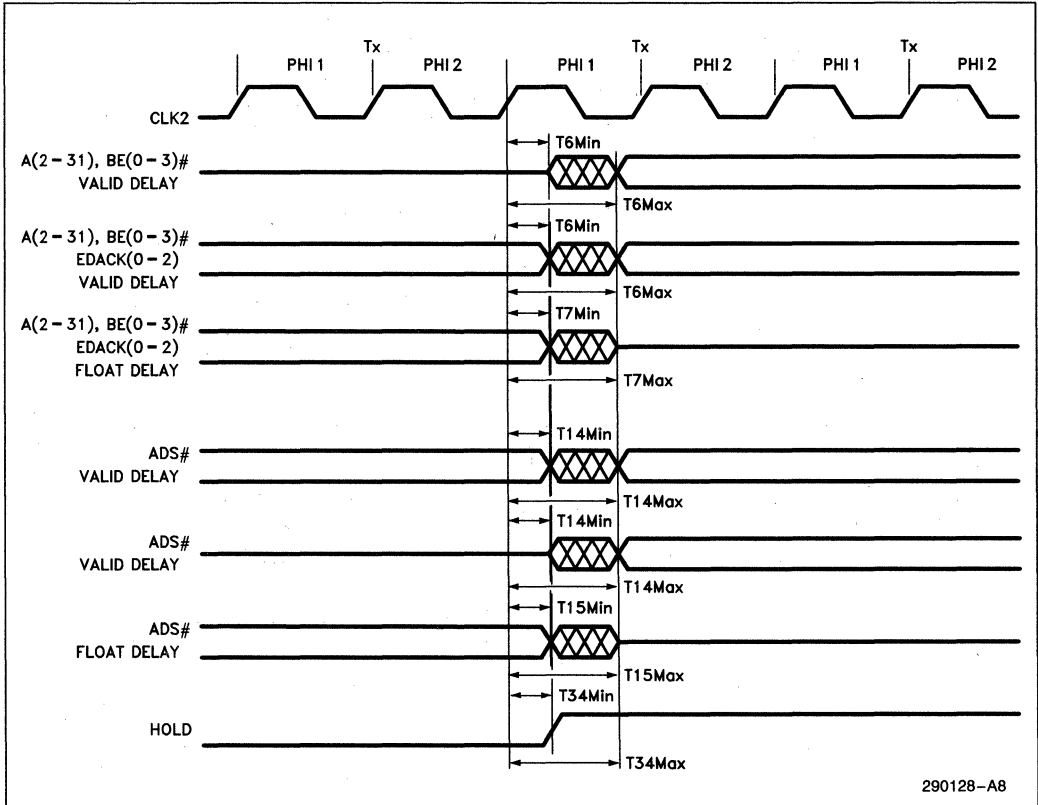 Tx Tx Tx
PHI 1 PHI 2 PHI 1 PHI 2 PHI 1 PHI 2
CLK2
T6Min
A(2-31), BE(0-3)#
VALID DELAY
T6Max
T6Min
A(2-31), BE(0-3)#
EDACK(0-2)
VALID DELAY
T6Max
T7Min
A(2-31), BE(0-3)#
EDACK(0-2)
FLOAT DELAY
T7Max
T14Min
ADS#
VALID DELAY
T14Max
T14Min
ADS#
VALID DELAY
T14Max
T15Min
ADS#
FLOAT DELAY
T15Max
T34Min
HOLD
T34Max
290128-A8